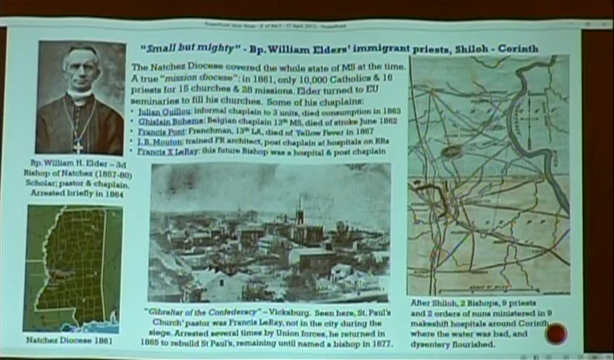 "Small but mighty" - Bp. William Elders' immigrant priests, Shiloh - Corinth
The Natchez Diocese covered the whole state of MS at the time.
A true "mission diocese": in 1861, only 10,000 Catholics & 16
priests for 15 churches & 28 missions. Elder turned to EU
seminaries to fill his churches. Some of his chaplains:
• Julian Guillou: informal chaplain to 3 units, died consumption in 1863
• Ghislain Boheme: Belgian chaplain 13th MS, died of stroke June 1862
• Francis Pont: Frenchman, 13th LA, died of Yellow Fever in 1867
• J.B. Mouton: trained FR architect, post chaplain at hospitals on RRs
• Francis X LeRay: this future Bishop was a hospital & post chaplain
Bp. William H. Elder – 3d
Bishop of Natchez (1857-80)
Scholar; pastor & chaplain.
Arrested briefly in 1864
Natchez Diocese 1861
"Gibraltar of the Confederacy" – Vicksburg. Seen here, St. Paul's
Church' pastor was Francis LeRay, not in the city during the
siege. Arrested several times by Union forces, he returned in
1865 to rebuild St Paul's, remaining until named a bishop in 1877.
After Shiloh, 2 Bishops, 9 priests
and 2 orders of nuns ministered in 9
makeshift hospitals around Corinth
where the water was bad, and
dysentery flourished.